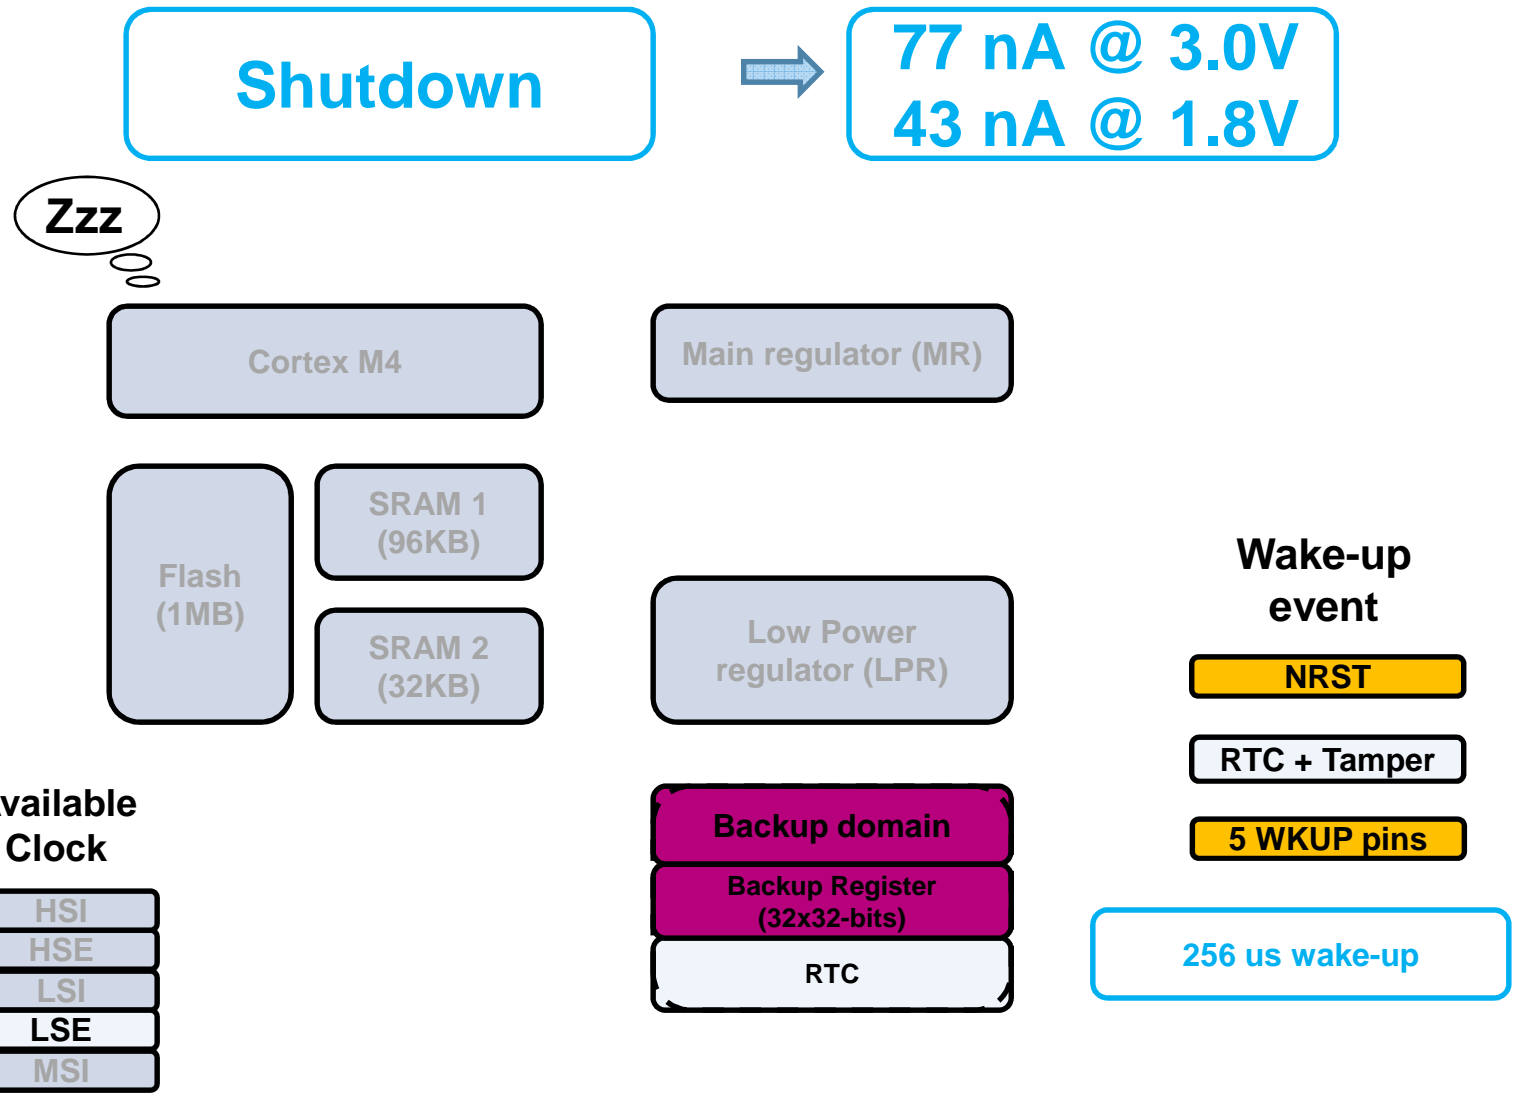 Shutdown
77 nA @ 3.0V
43 nA @ 1.8V
Zzz
Cortex M4
Main regulator (MR)
Flash
(1MB)
SRAM 1
(96KB)
SRAM 2
(32KB)
Low Power
regulator (LPR)
Wake-up
event
NRST
RTC + Tamper
5 WKUP pins
256 us wake-up
Backup domain
Backup Register
(32x32-bits)
RTC
vailable
Clock
HSI
HSE
LSI
LSE
MSI